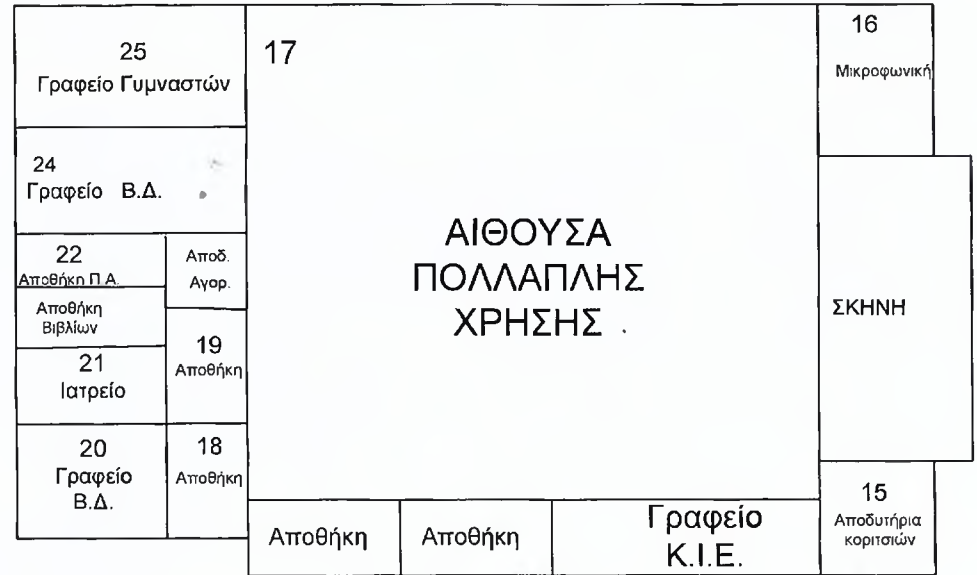 25
Γραφείο Γυμναστών
24
Γραφείο Β.Δ.
22
Αποθήκη Π.Α.
Αποθήκη
Βιβλίων
21
Ιατρείο
20
Γραφείο
Β.Δ.
Αποδ.
Αγορ.
19
Αποθήκη
18
Αποθήκη
17
ΑΙΘΟΥΣΑ
ΠΟΛΛΑΠΛΗΣ
ΧΡΗΣΗΣ
Αποθήκη
Αποθήκη
Γραφείο
Κ.Ι.Ε.
16
Μικροφωνική
ΣΚΗΝΗ
15
Αποδυτήρια
κοριτσιών